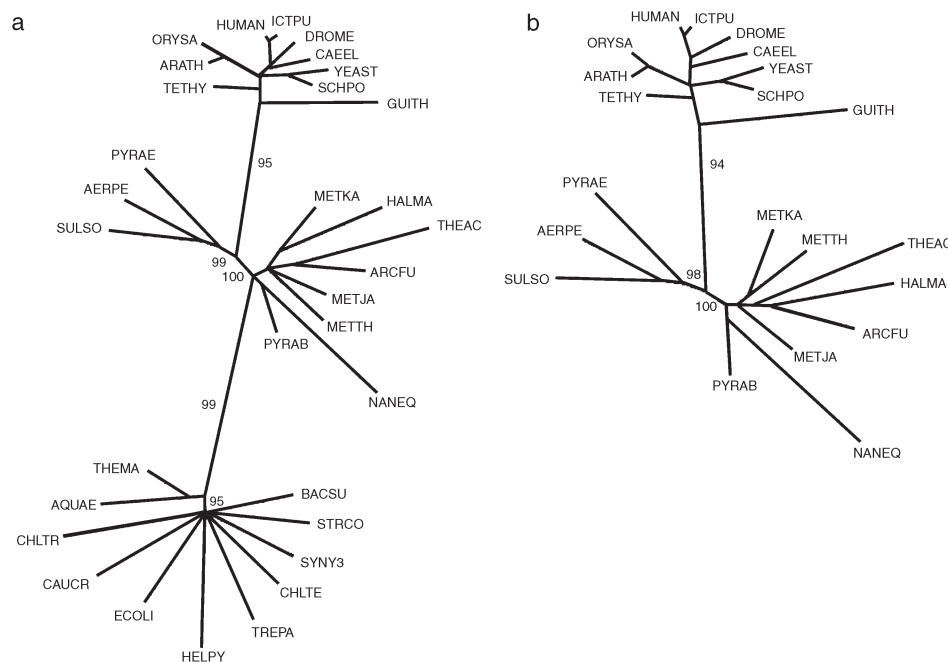 a
HUMAN
ICTPU
DROME
ORYSA
CAEEL
ARATH
YEAST
TETHY
SCHPO
GUITH
95
PYRAE
AERPE
METKA
HALMA
SULSO
THEAC
99
100
ARCFU
METJA
METTH
PYRAB
NANEQ
99
THEMA
AQUAE
95
BACSU
STRCO
CHLTR
SYNY3
CAUCR
CHLTE
ECOLI
TREPA
HELPY
b
HUMAN
ICTPU
DROME
ORYSA
CAEEL
ARATH
YEAST
TETHY
SCHPO
GUITH
94
PYRAE
METKA
AERPE
METTH
THEAC
SULSO
98
HALMA
100
ARCFU
METJA
PYRAB
NANEQ